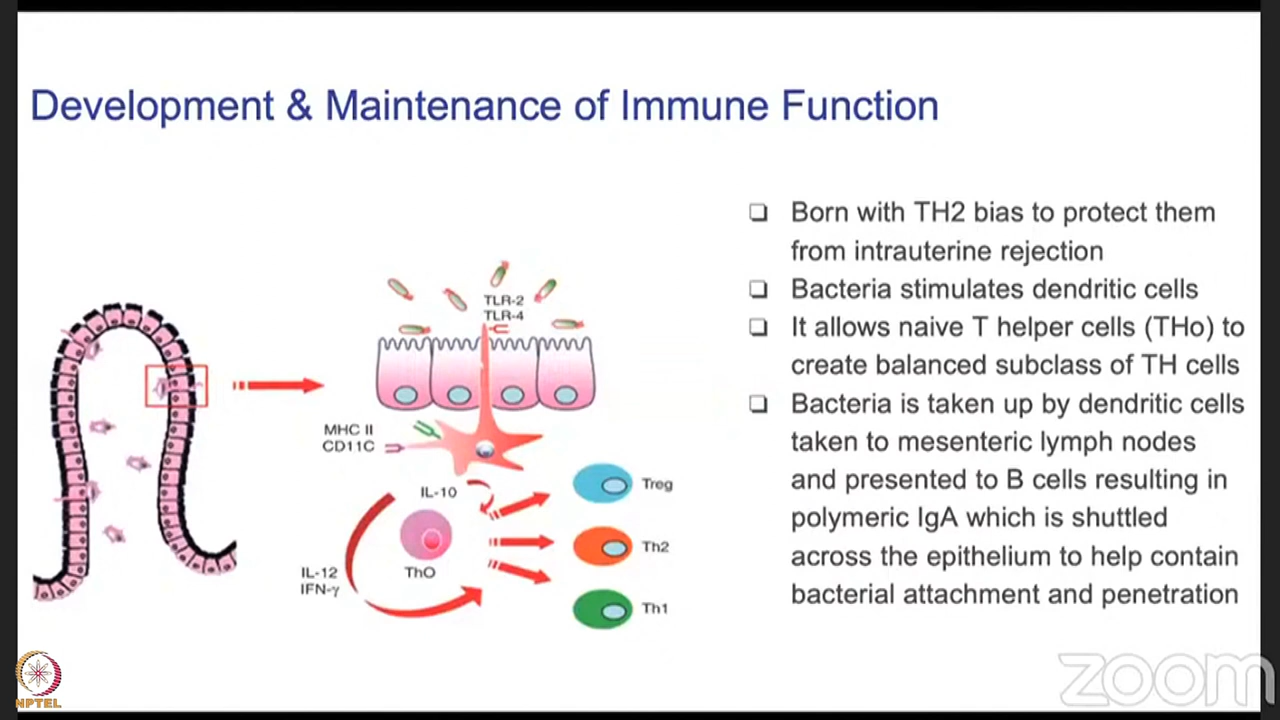 Development & Maintenance of Immune Function
Born with TH2 bias to protect them
from intrauterine rejection
Bacteria stimulates dendritic cells
It allows naive T helper cells (THo) to
create balanced subclass of TH cells
Bacteria is taken up by dendritic cells
taken to mesenteric lymph nodes
and presented to B cells resulting in
polymeric IgA which is shuttled
across the epithelium to help contain
bacterial attachment and penetration
TLR-2
TLR-4
MHC II
CD11C
IL-10
Treg
Th2
ThO
IL-12
IFN-γ
Th1
NPTEL
zoom